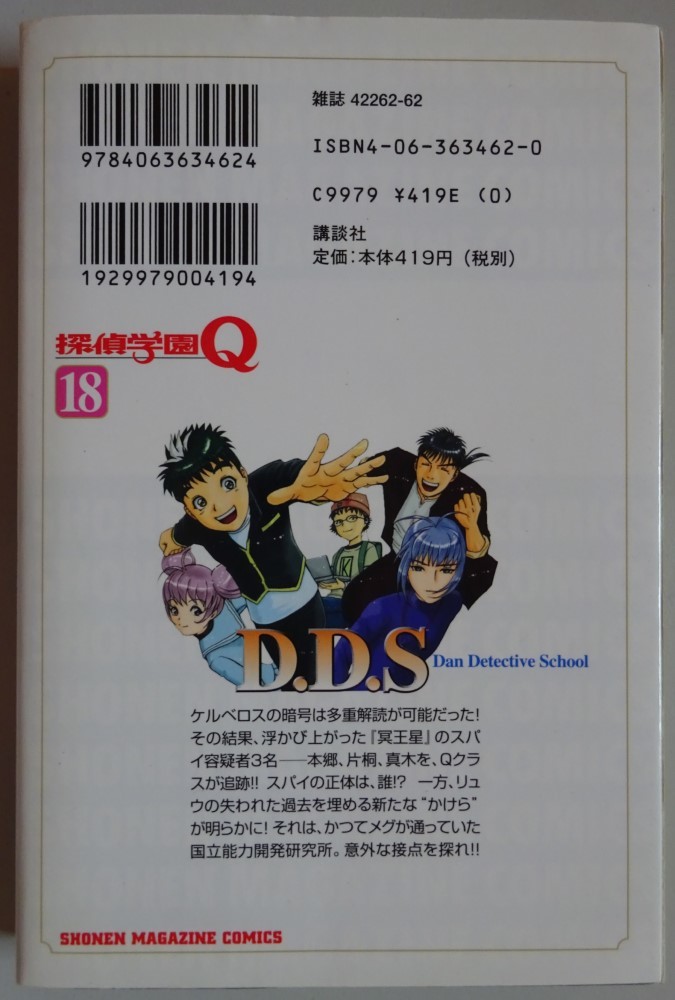 雑誌 42262-62
9784063634624
ISBN4-06-363462-0
C9979 ¥419E (0)
1929979004194
講談社
定価：本体419円（税別）
探偵学園Q
18
D.D.S
Dan Detective School
ケルベロスの暗号は多重解読が可能だった！
その結果、浮かび上がった『冥王星』のスパ
イ容疑者3名――本郷、片桐、真木を、Qクラ
スが追跡!! スパイの正体は、誰!? 一方、リュ
ウの失われた過去を埋める新たな“かけら”
が明らかに！ それは、かつてメグが通っていた
国立能力開発研究所。意外な接点を探れ!!
SHONEN MAGAZINE COMICS